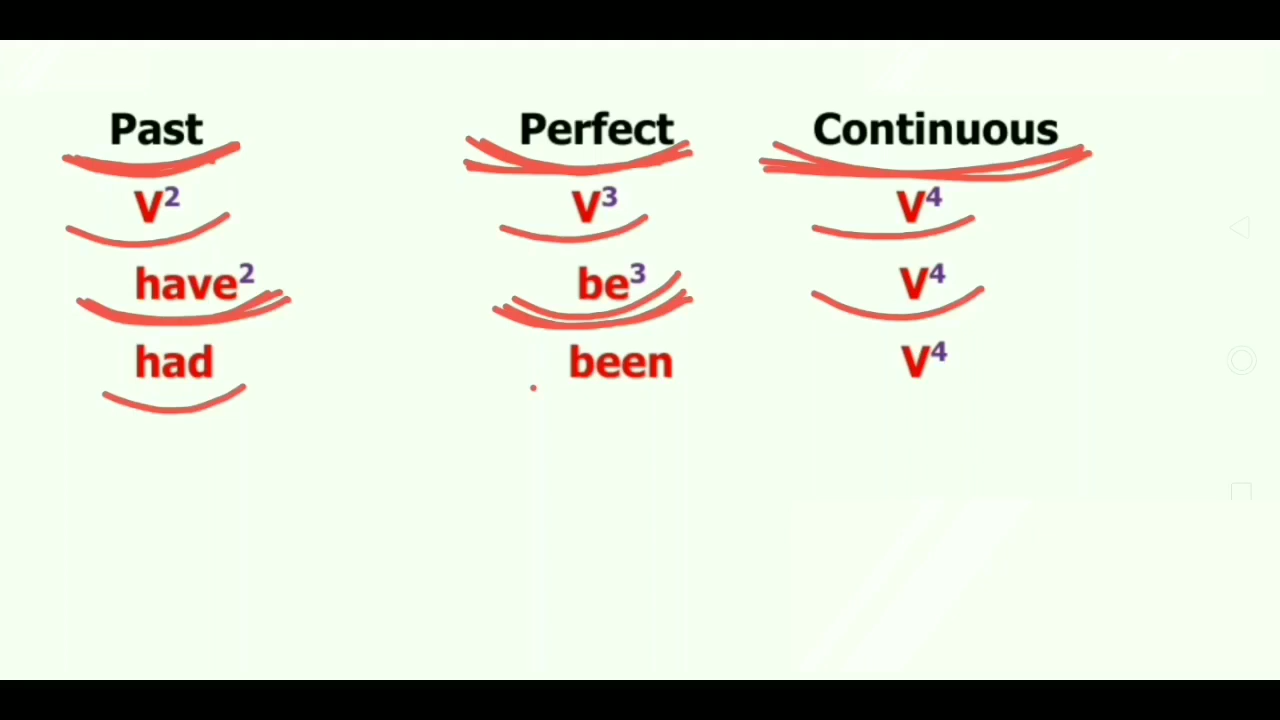 Past Perfect Continuous
V² V³ V⁴
have² be³ V⁴
had been V⁴